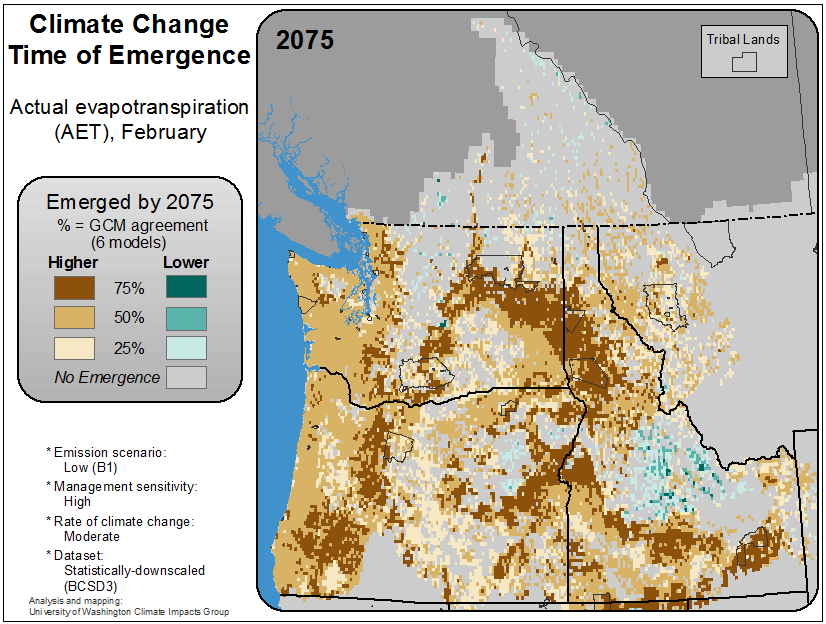 Climate Change
Time of Emergence
Actual evapotranspiration
(AET), February
Emerged by 2075
% = GCM agreement
(6 models)
Higher Lower
75%
50%
25%
No Emergence
* Emission scenario:
Low (B1)
* Management sensitivity:
High
* Rate of climate change:
Moderate
* Dataset:
Statistically-downscaled
(BCSD3)
Analysis and mapping:
University of Washington Climate Impacts Group
2075
Tribal Lands